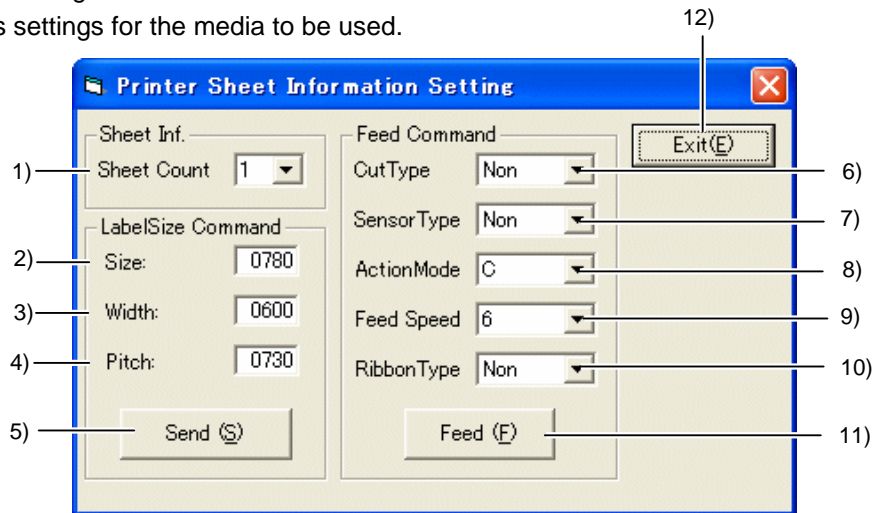 s settings for the media to be used.
12)
Printer Sheet Information Setting
Sheet Inf.
1)
Sheet Count
1
LabelSize Command
2)
Size:
0780
3)
Width:
0600
4)
Pitch:
0730
5)
Send (S)
Feed Command
CutType
Non
6)
SensorType
Non
7)
ActionMode
C
8)
Feed Speed
6
9)
RibbonType
Non
10)
Feed (F)
11)
Exit(E)